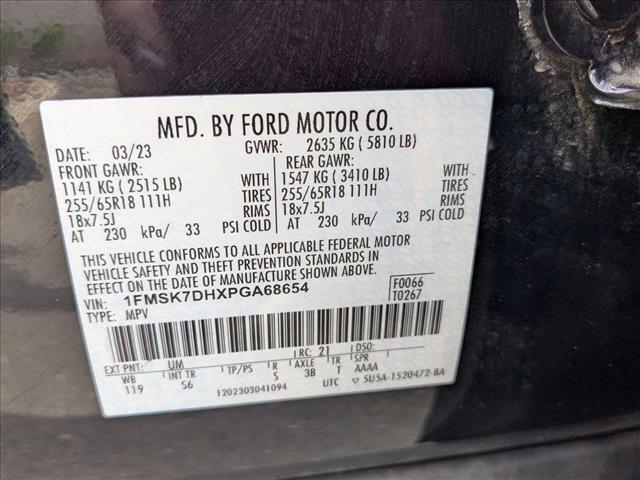 MFD. BY FORD MOTOR CO.
DATE: 03/23 GVWR: 2635 KG ( 5810 LB)
FRONT GAWR: REAR GAWR:
1141 KG ( 2515 LB) WITH 1547 KG ( 3410 LB) WITH
255/65R18 111H TIRES 255/65R18 111H TIRES
18x7.5J RIMS 18x7.5J RIMS
AT 230 kPa/ 33 PSI COLD AT 230 kPa/ 33 PSI COLD
THIS VEHICLE CONFORMS TO ALL APPLICABLE FEDERAL MOTOR
VEHICLE SAFETY AND THEFT PREVENTION STANDARDS IN
EFFECT ON THE DATE OF MANUFACTURE SHOWN ABOVE.
VIN: 1FMSK7DHXPGA68654 F0066
TYPE: MPV T0267
EXT PNT: UM RC: 21 DSO:
WB INT TR TP/PS R AXLE TR SPR
119 S6 S 3B T AAAA
1202303041094 UTC ▽ 5U5A-1520472-BA